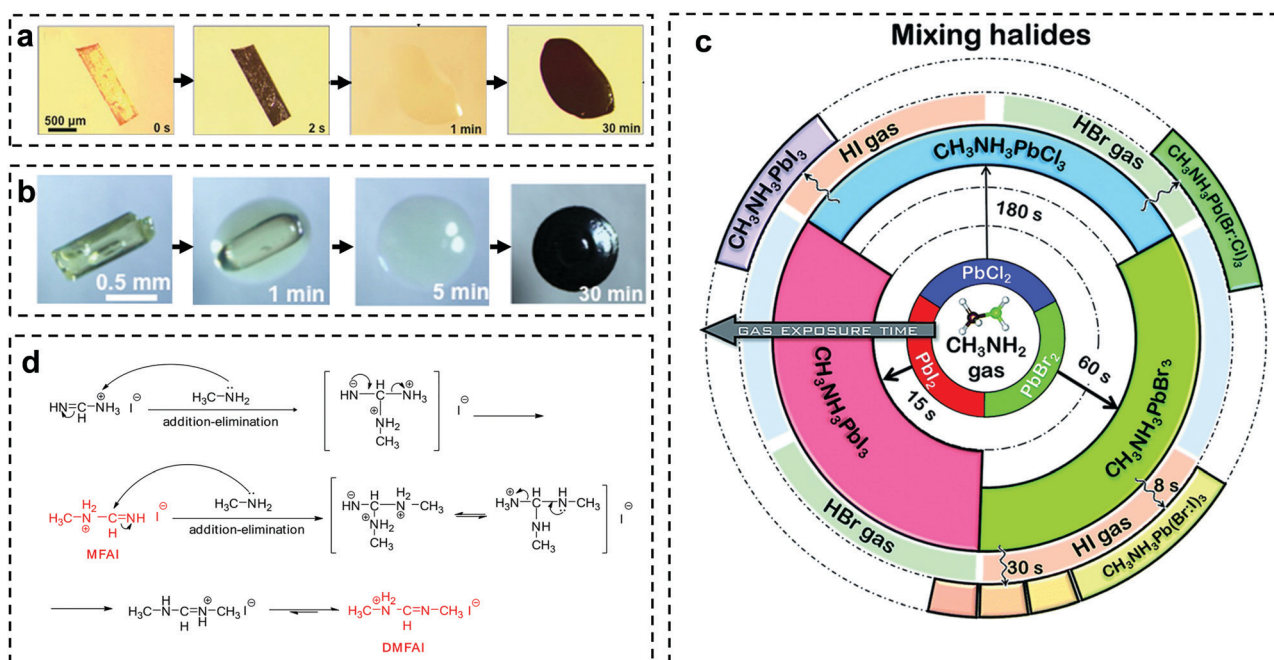 a
500 μm
0 s
2 s
1 min
30 min
b
0.5 mm
1 min
5 min
30 min
c
Mixing halides
HI gas
HBr gas
CH₃NH₃PbI₃
CH₃NH₃PbCl₃
CH₃NH₃Pb(Br:Cl)₃
180 s
PbCl₂
GAS EXPOSURE TIME
CH₃NH₂
gas
PbI₂
PbBr₂
15 s
60 s
CH₃NH₃PbI₃
CH₃NH₃PbBr₃
8 s
HBr gas
HI gas
30 s
CH₃NH₃Pb(Br:I)₃
d
H₃C-NH₂
HN C H NH₃ ⊕ I⊖
addition-elimination
⊖ HN H C NH₃ ⊕
⊕ NH₂
CH₃
I⊖
H₃C N H₂ ⊕ C=NH H I⊖
MFAI
H₃C-NH₂
addition-elimination
⊖ HN H C H₂ N ⊕ CH₃
⊕ NH₂
CH₃
⊕ H₃N H C H N CH₃
NH
CH₃
I⊖
H₃C N H C H N H ⊕ CH₃ I⊖
H₃C ⊕ N H₂ C H N CH₃ I⊖
DMFAI